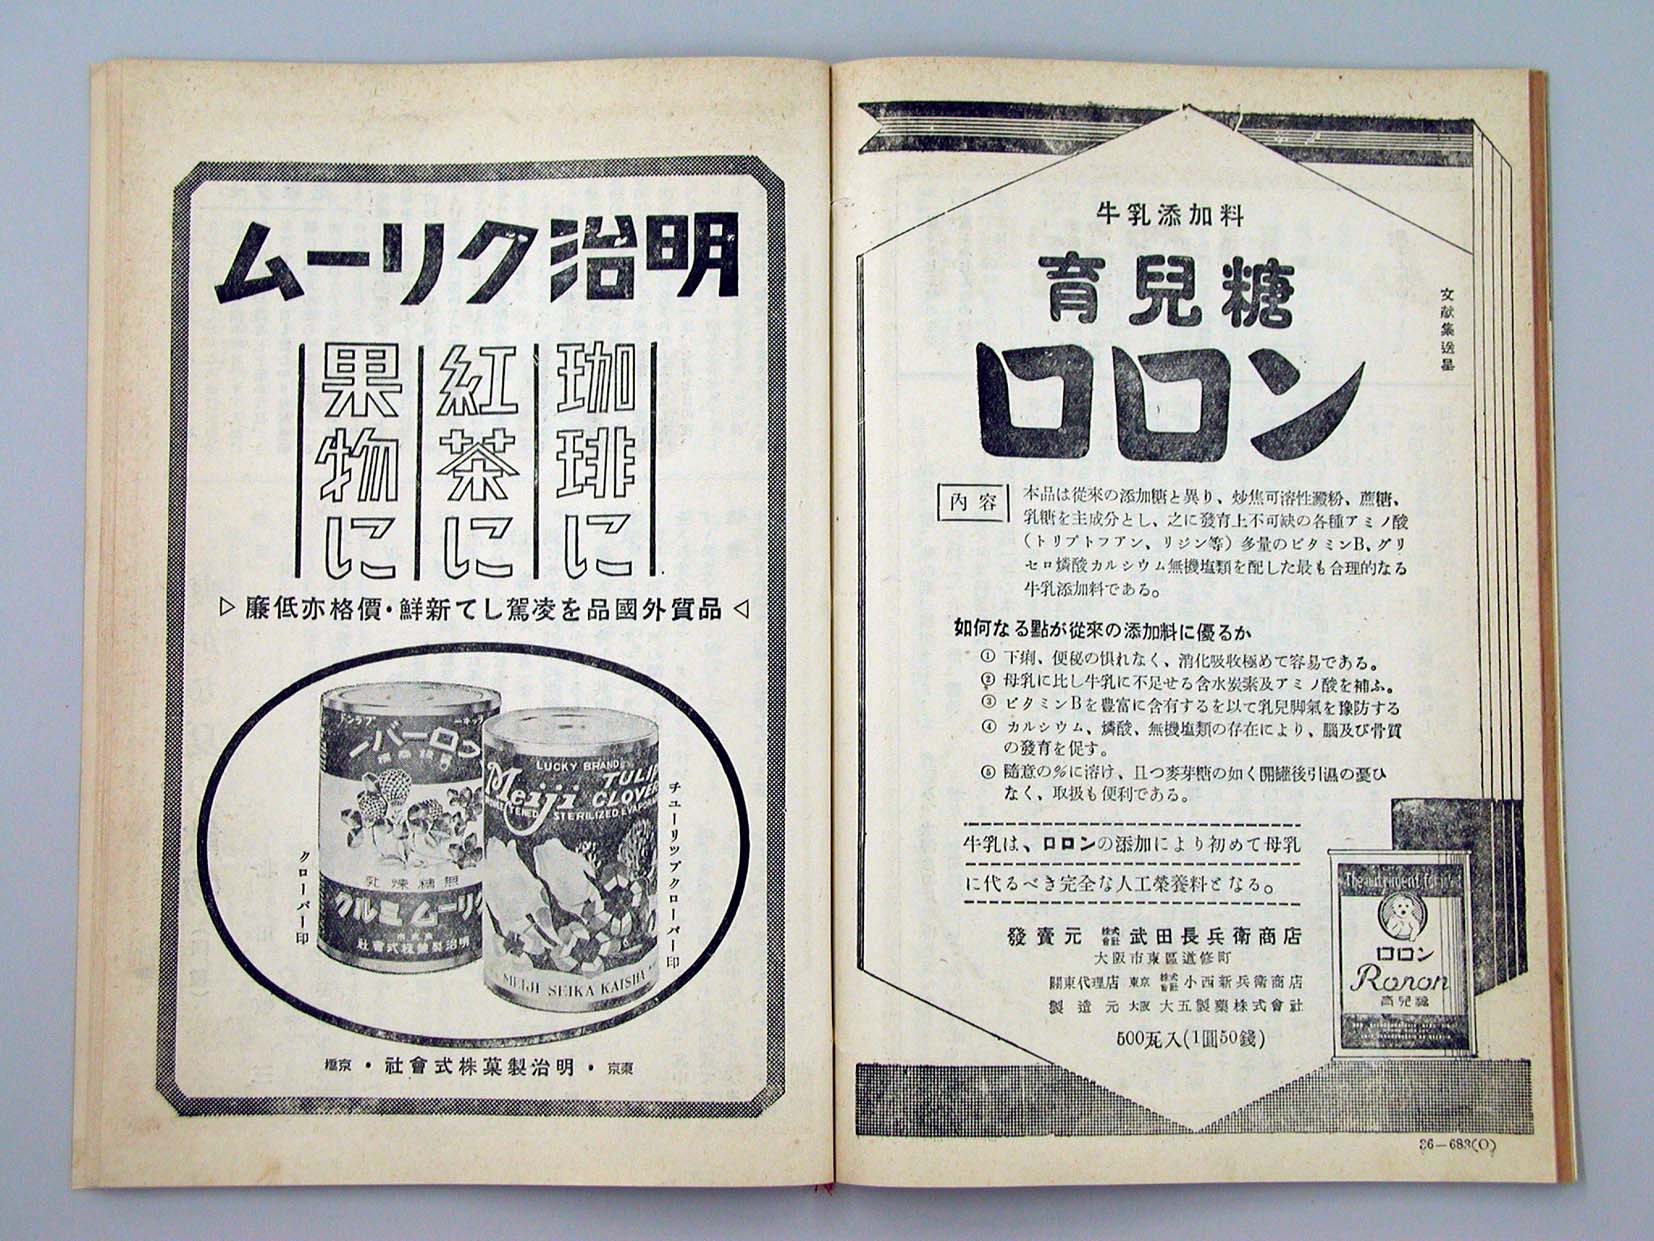 牛乳添加料
育兒糖
ロロン
文献集送呈
内容
本品は從來の添加糖と異り、炒焦可溶性澱粉、蔗糖、
乳糖を主成分とし、之に發育上不可缺の各種アミノ酸
(トリプトフアン、リジン等)多量のビタミンB、グリ
セロ燐酸カルシウム無機塩類を配した最も合理的なる
牛乳添加料である。
如何なる點が從來の添加料に優るか
① 下痢、便秘の惧れなく、消化吸收極めて容易である。
② 母乳に比し牛乳に不足せる含水炭素及アミノ酸を補ふ。
③ ビタミンBを豊富に含有するを以て乳兒脚氣を豫防する
④ カルシウム、燐酸、無機塩類の存在により、腦及び骨質
の發育を促す。
⑤ 隨意の%に溶け、且つ麥芽糖の如く開罐後引濕の憂ひ
なく、取扱も便利である。
牛乳は、ロロンの添加により初めて母乳
に代るべき完全な人工榮養料となる。
發賣元 株式會社 武田長兵衛商店
大阪市東區道修町
關東代理店 東京 株式會社 小西新兵衛商店
製造元 大阪 大五製藥株式會社
500瓦入(1圓50錢)
ロロン
Ronon
育兒糖
36-683(O)
明治クリーム
珈琲に
紅茶に
果物に
品質外國品を凌駕して新鮮・價格亦低廉
クローバー
無糖煉乳
クリームミルク
明治製菓株式會社
LUCKY BRAND
TULIP
Meiji CLOVER
STERILIZED EVAPORA
MEIJI SEIKA KAISHA
チューリップクローバー印
クローバー印
東京・明治製菓株式會社・京橋